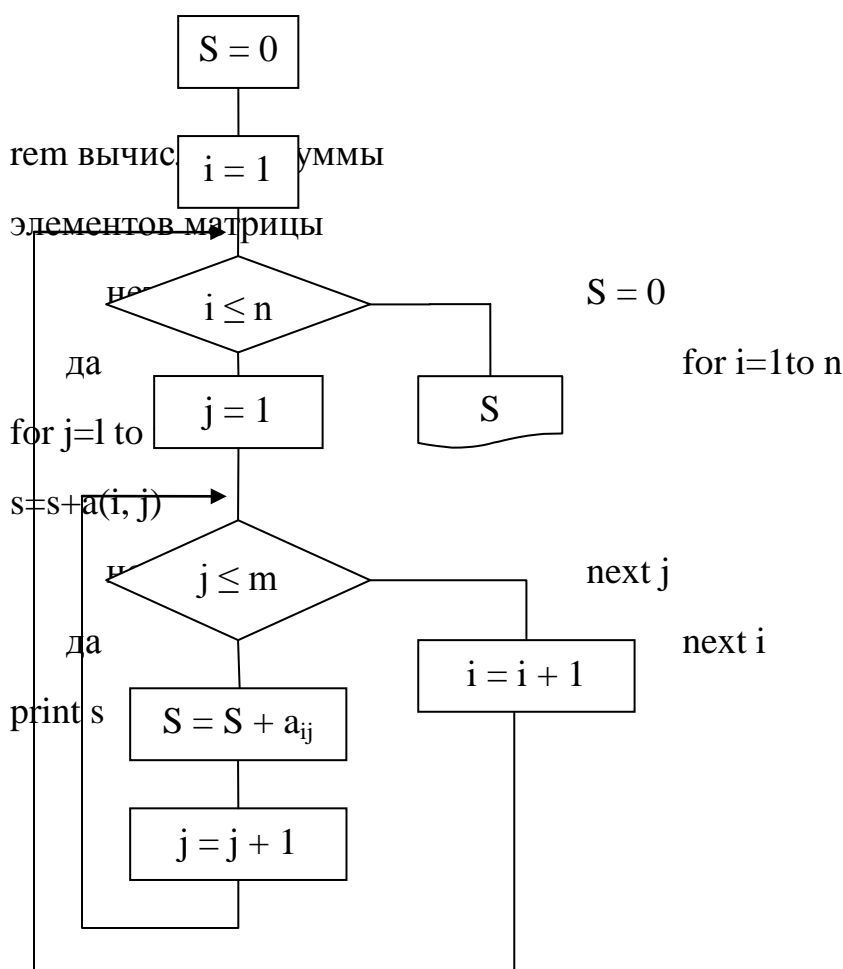 S = 0
rem уммы
i = 1
элементов матрицы
i ≤ n
S = 0
да
for i=1to n
j = 1
S
for j=l to
s=s+a(i, j)
j ≤ m
next j
да
next i
i = i + 1
print s
S = S + aᵢⱼ
j = j + 1